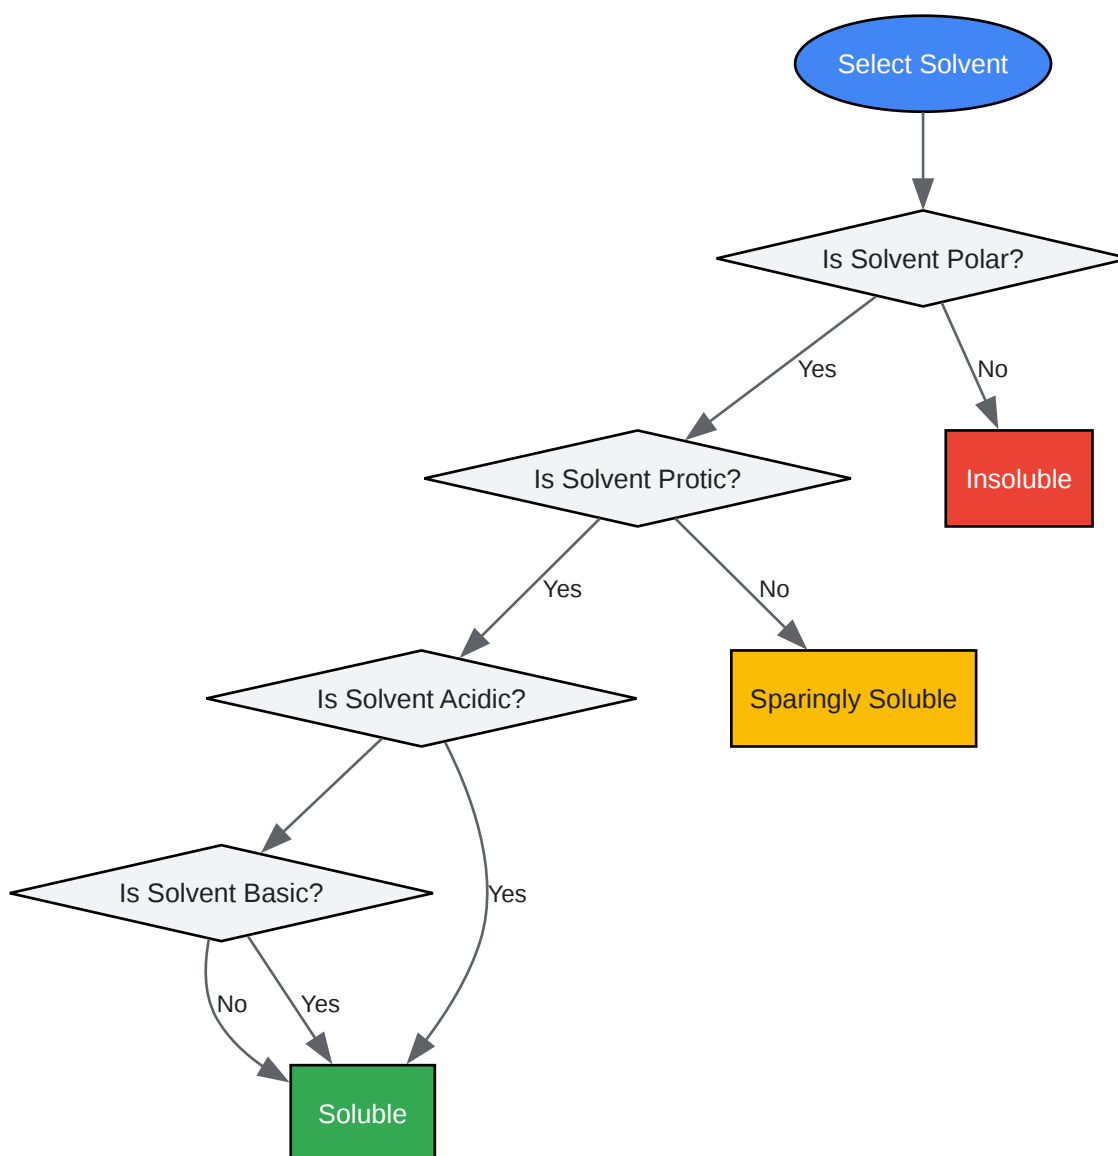 Select Solvent
Is Solvent Polar?
Yes
No
Is Solvent Protic?
Insoluble
Yes
No
Is Solvent Acidic?
Sparingly Soluble
Is Solvent Basic?
Yes
No
Yes
Soluble